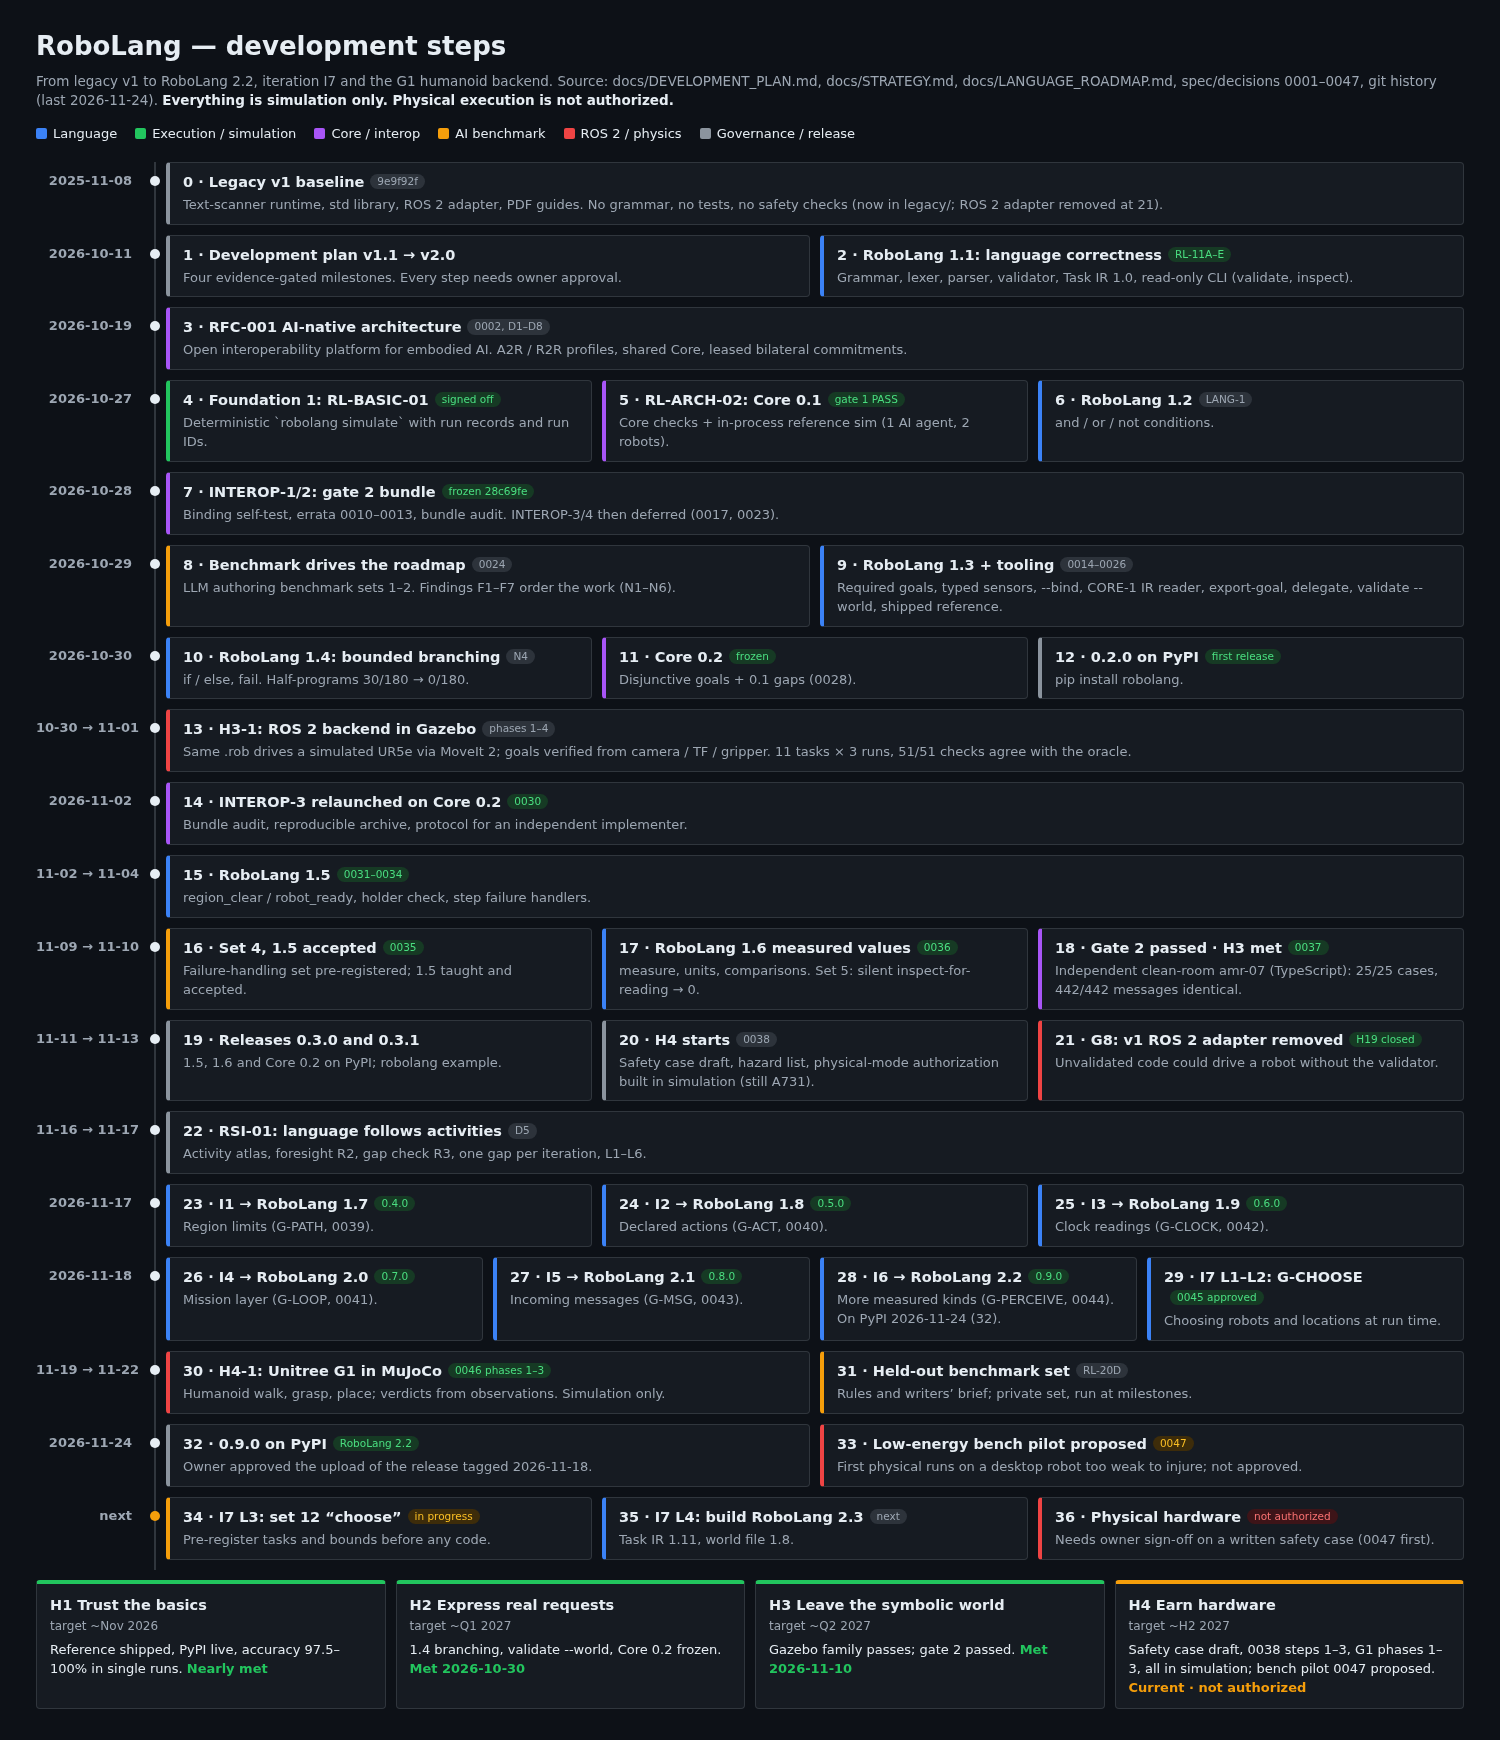 RoboLang — development steps
From legacy v1 to RoboLang 2.2, iteration I7 and the G1 humanoid backend. Source: docs/DEVELOPMENT_PLAN.md, docs/STRATEGY.md, docs/LANGUAGE_ROADMAP.md, spec/decisions 0001–0047, git history
(last 2026-11-24). Everything is simulation only. Physical execution is not authorized.
Language Execution / simulation Core / interop AI benchmark ROS 2 / physics Governance / release
2025-11-08
0 · Legacy v1 baseline 9e9f92f
Text-scanner runtime, std library, ROS 2 adapter, PDF guides. No grammar, no tests, no safety checks (now in legacy/; ROS 2 adapter removed at 21).
2026-10-11
1 · Development plan v1.1 → v2.0
Four evidence-gated milestones. Every step needs owner approval.
2 · RoboLang 1.1: language correctness RL-11A–E
Grammar, lexer, parser, validator, Task IR 1.0, read-only CLI (validate, inspect).
2026-10-19
3 · RFC-001 AI-native architecture 0002, D1–D8
Open interoperability platform for embodied AI. A2R / R2R profiles, shared Core, leased bilateral commitments.
2026-10-27
4 · Foundation 1: RL-BASIC-01 signed off
Deterministic `robolang simulate` with run records and run
IDs.
5 · RL-ARCH-02: Core 0.1 gate 1 PASS
Core checks + in-process reference sim (1 AI agent, 2
robots).
6 · RoboLang 1.2 LANG-1
and / or / not conditions.
2026-10-28
7 · INTEROP-1/2: gate 2 bundle frozen 28c69fe
Binding self-test, errata 0010–0013, bundle audit. INTEROP-3/4 then deferred (0017, 0023).
2026-10-29
8 · Benchmark drives the roadmap 0024
LLM authoring benchmark sets 1–2. Findings F1–F7 order the work (N1–N6).
9 · RoboLang 1.3 + tooling 0014–0026
Required goals, typed sensors, --bind, CORE-1 IR reader, export-goal, delegate, validate --
world, shipped reference.
2026-10-30
10 · RoboLang 1.4: bounded branching N4
if / else, fail. Half-programs 30/180 → 0/180.
11 · Core 0.2 frozen
Disjunctive goals + 0.1 gaps (0028).
12 · 0.2.0 on PyPI first release
pip install robolang.
10-30 → 11-01
13 · H3-1: ROS 2 backend in Gazebo phases 1–4
Same .rob drives a simulated UR5e via MoveIt 2; goals verified from camera / TF / gripper. 11 tasks × 3 runs, 51/51 checks agree with the oracle.
2026-11-02
14 · INTEROP-3 relaunched on Core 0.2 0030
Bundle audit, reproducible archive, protocol for an independent implementer.
11-02 → 11-04
15 · RoboLang 1.5 0031–0034
region_clear / robot_ready, holder check, step failure handlers.
11-09 → 11-10
16 · Set 4, 1.5 accepted 0035
Failure-handling set pre-registered; 1.5 taught and
accepted.
17 · RoboLang 1.6 measured values 0036
measure, units, comparisons. Set 5: silent inspect-for-
reading → 0.
18 · Gate 2 passed · H3 met 0037
Independent clean-room amr-07 (TypeScript): 25/25 cases,
442/442 messages identical.
11-11 → 11-13
19 · Releases 0.3.0 and 0.3.1
1.5, 1.6 and Core 0.2 on PyPI; robolang example.
20 · H4 starts 0038
Safety case draft, hazard list, physical-mode authorization
built in simulation (still A731).
21 · G8: v1 ROS 2 adapter removed H19 closed
Unvalidated code could drive a robot without the validator.
11-16 → 11-17
22 · RSI-01: language follows activities D5
Activity atlas, foresight R2, gap check R3, one gap per iteration, L1–L6.
2026-11-17
23 · I1 → RoboLang 1.7 0.4.0
Region limits (G-PATH, 0039).
24 · I2 → RoboLang 1.8 0.5.0
Declared actions (G-ACT, 0040).
25 · I3 → RoboLang 1.9 0.6.0
Clock readings (G-CLOCK, 0042).
2026-11-18
26 · I4 → RoboLang 2.0 0.7.0
Mission layer (G-LOOP, 0041).
27 · I5 → RoboLang 2.1 0.8.0
Incoming messages (G-MSG, 0043).
28 · I6 → RoboLang 2.2 0.9.0
More measured kinds (G-PERCEIVE, 0044).
On PyPI 2026-11-24 (32).
29 · I7 L1–L2: G-CHOOSE
0045 approved
Choosing robots and locations at run time.
11-19 → 11-22
30 · H4-1: Unitree G1 in MuJoCo 0046 phases 1–3
Humanoid walk, grasp, place; verdicts from observations. Simulation only.
31 · Held-out benchmark set RL-20D
Rules and writers’ brief; private set, run at milestones.
2026-11-24
32 · 0.9.0 on PyPI RoboLang 2.2
Owner approved the upload of the release tagged 2026-11-18.
33 · Low-energy bench pilot proposed 0047
First physical runs on a desktop robot too weak to injure; not approved.
next
34 · I7 L3: set 12 “choose” in progress
Pre-register tasks and bounds before any code.
35 · I7 L4: build RoboLang 2.3 next
Task IR 1.11, world file 1.8.
36 · Physical hardware not authorized
Needs owner sign-off on a written safety case (0047 first).
H1 Trust the basics
target ~Nov 2026
Reference shipped, PyPI live, accuracy 97.5–
100% in single runs. Nearly met
H2 Express real requests
target ~Q1 2027
1.4 branching, validate --world, Core 0.2 frozen.
Met 2026-10-30
H3 Leave the symbolic world
target ~Q2 2027
Gazebo family passes; gate 2 passed. Met
2026-11-10
H4 Earn hardware
target ~H2 2027
Safety case draft, 0038 steps 1–3, G1 phases 1–
3, all in simulation; bench pilot 0047 proposed.
Current · not authorized